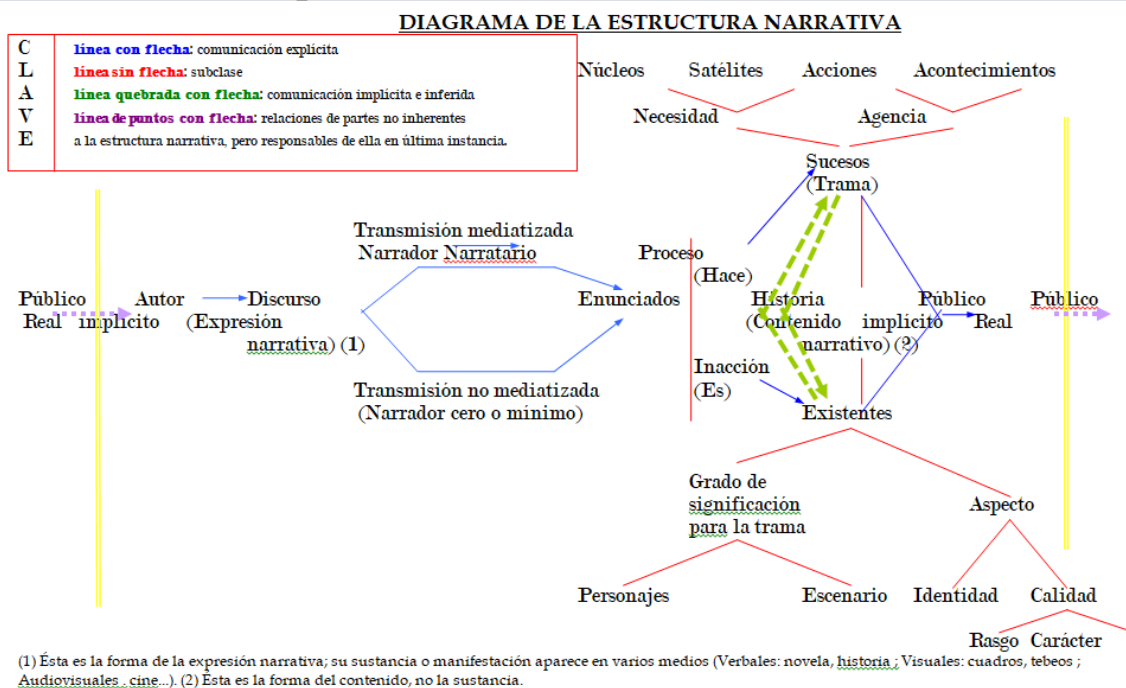 DIAGRAMA DE LA ESTRUCTURA NARRATIVA
C línea con flecha: comunicación explícita
L línea sin flecha: subclase
A línea quebrada con flecha: comunicación implícita e inferida
V línea de puntos con flecha: relaciones de partes no inherentes
E a la estructura narrativa, pero responsables de ella en última instancia.
Núcleos Satélites Acciones Acontecimientos
Necesidad Agencia
Sucesos
(Trama)
Transmisión mediatizada
Narrador Narratario
Proceso
(Hace)
Público Autor Discurso Enunciados Historia Público Público
Real implícito (Expresión (Contenido implícito Real
narrativa) (1) narrativo) (2)
Inacción
(Es)
Transmisión no mediatizada
(Narrador cero o mínimo)
Existentes
Grado de
significación
para la trama
Aspecto
Personajes Escenario Identidad Calidad
Rasgo Carácter
(1) Ésta es la forma de la expresión narrativa; su sustancia o manifestación aparece en varios medios (Verbales: novela, historia ; Visuales: cuadros, tebeos ;
Audiovisuales . cine...). (2) Ésta es la forma del contenido, no la sustancia.